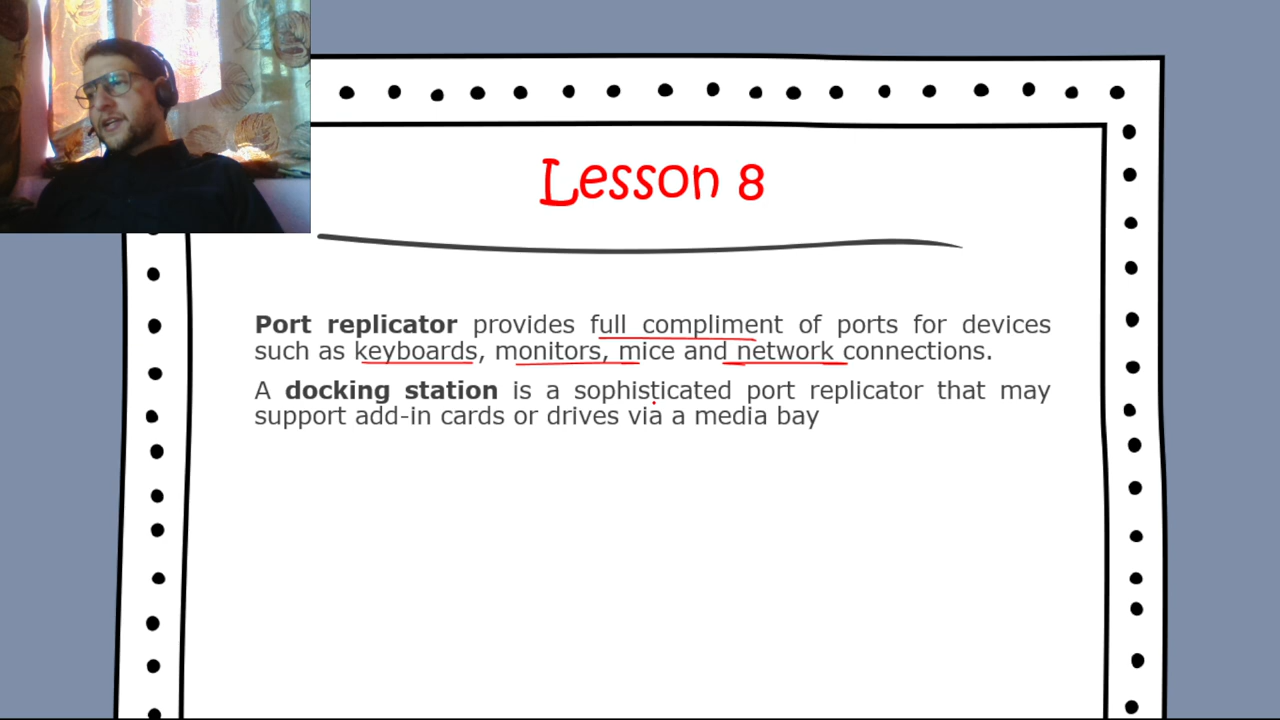 Lesson 8
Port replicator provides full compliment of ports for devices
such as keyboards, monitors, mice and network connections.
A docking station is a sophisticated port replicator that may
support add-in cards or drives via a media bay